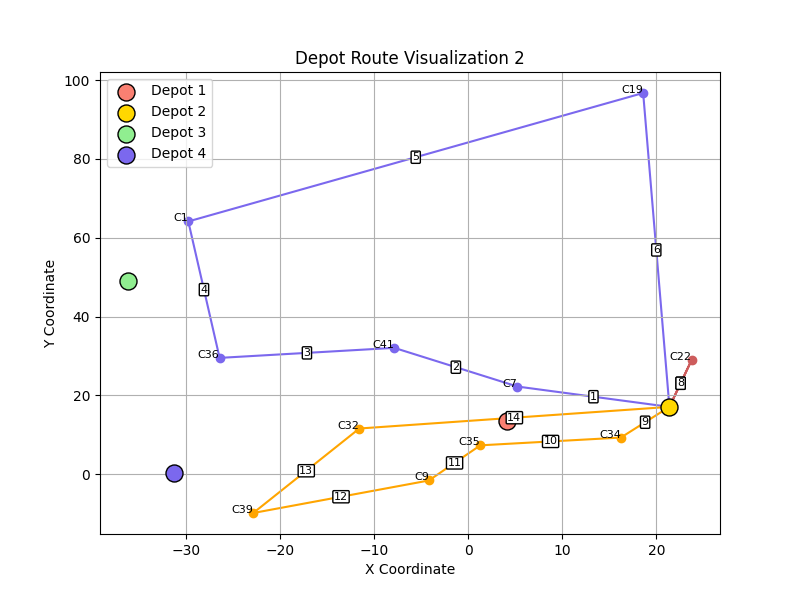 Depot Route Visualization 2
Depot 1
Depot 2
Depot 3
Depot 4
Y Coordinate
100
80
60
40
20
0
C19
5
C1
6
4
C22
C36
3
C41
2
8
C7
1
14
9
C32
C34
C35
10
11
13
C9
12
C39
−30
−20
−10
0
10
20
X Coordinate